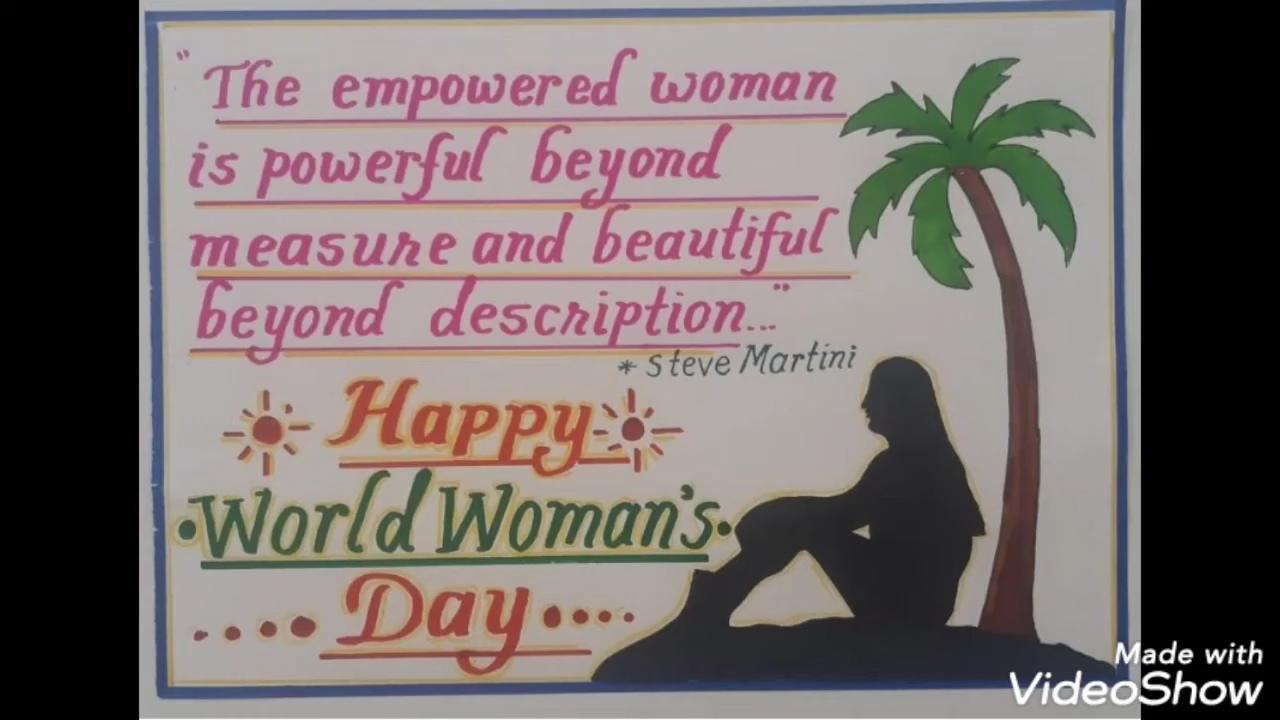 "The empowered woman
is powerful beyond
measure and beautiful
beyond description..."
* Steve Martini
Happy
World Woman's
Day
Made with
VideoShow